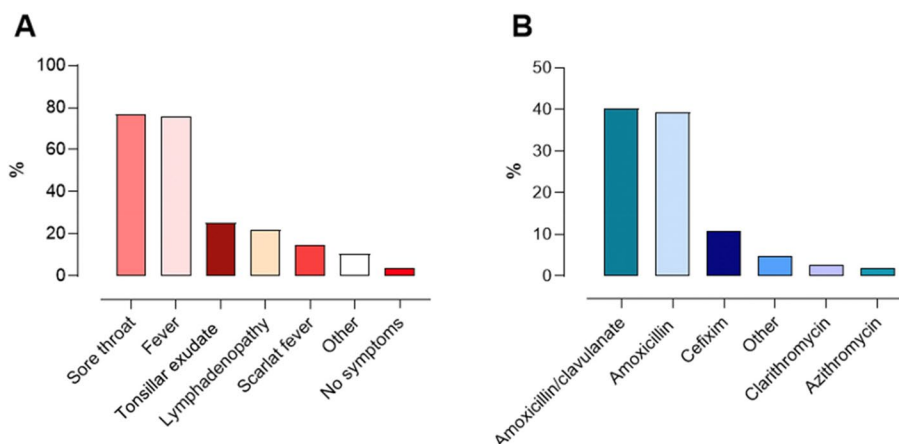 A
100
80
60
40
20
0
%
Sore throat
Fever
Tonsillar exudate
Lymphadenopathy
Scarlat fever
Other
No symptoms
B
50
40
30
20
10
0
%
Amoxicillin/clavulanate
Amoxicillin
Cefixim
Other
Clarithromycin
Azithromycin